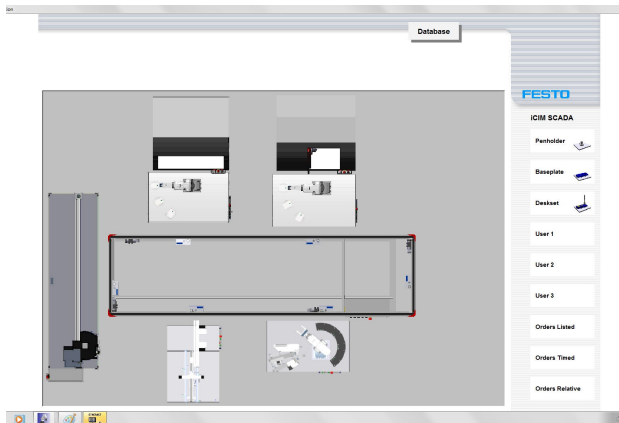 ion
Database
FESTO
iCIM SCADA
Penholder
Baseplate
Deskset
User 1
User 2
User 3
Orders Listed
Orders Timed
Orders Relative